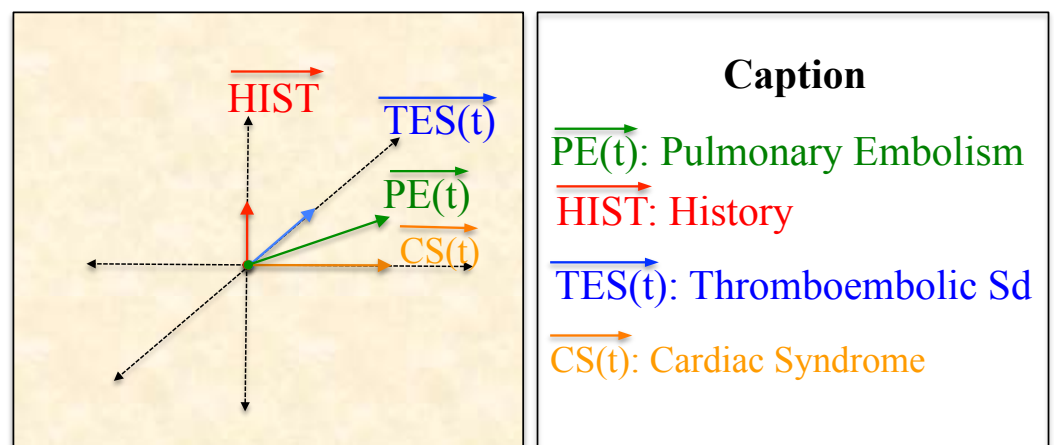 HIST
TES(t)
PE(t)
CS(t)
Caption
PE(t): Pulmonary Embolism
HIST: History
TES(t): Thromboembolic Sd
CS(t): Cardiac Syndrome